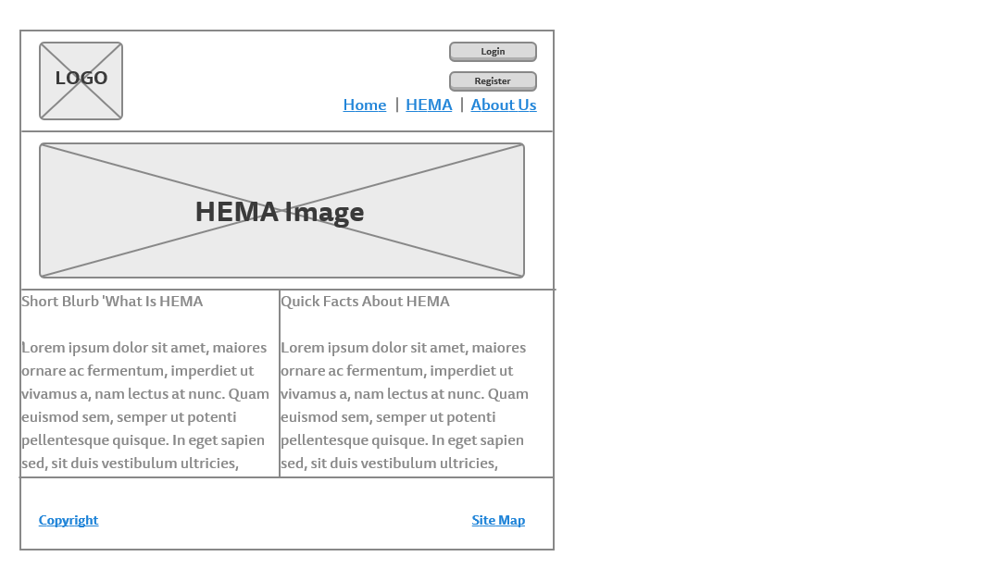 LOGO
Login
Register
Home | HEMA | About Us
HEMA Image
Short Blurb 'What Is HEMA
Lorem ipsum dolor sit amet, maiores
ornare ac fermentum, imperdiet ut
vivamus a, nam lectus at nunc. Quam
euismod sem, semper ut potenti
pellentesque quisque. In eget sapien
sed, sit duis vestibulum ultricies,
Quick Facts About HEMA
Lorem ipsum dolor sit amet, maiores
ornare ac fermentum, imperdiet ut
vivamus a, nam lectus at nunc. Quam
euismod sem, semper ut potenti
pellentesque quisque. In eget sapien
sed, sit duis vestibulum ultricies,
Copyright
Site Map